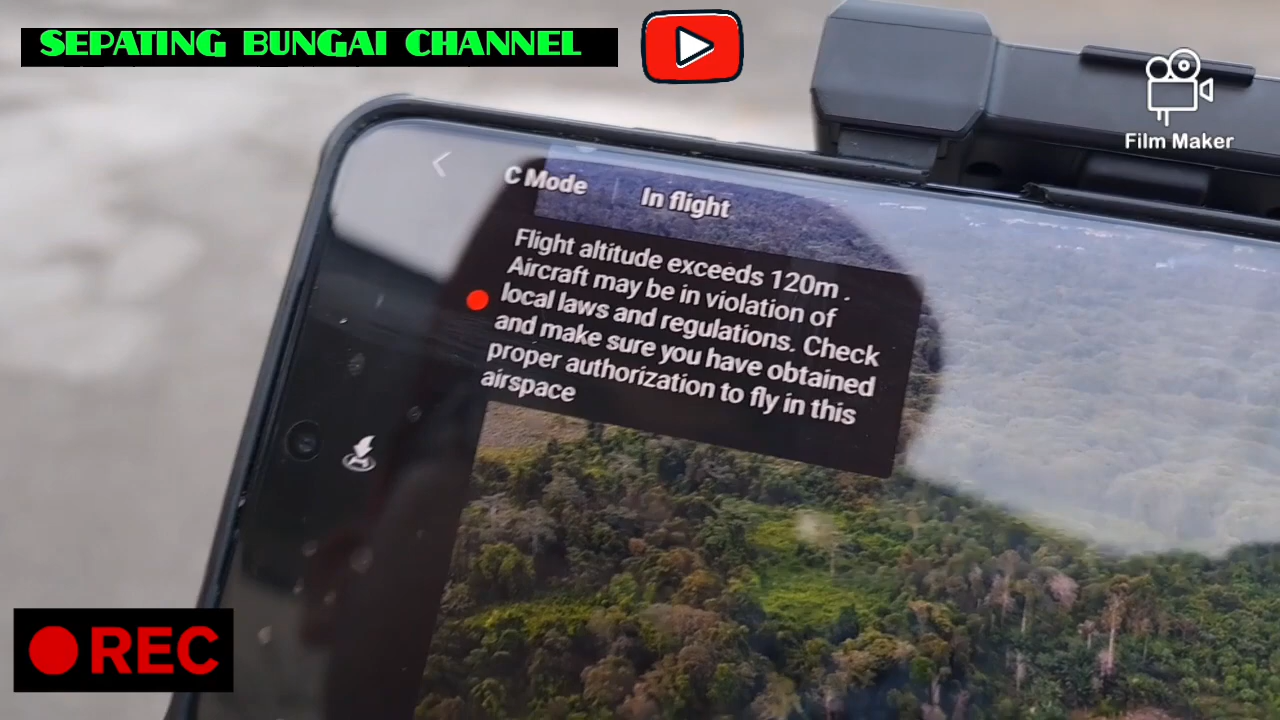 SEPATING BUNGAI CHANNEL
Film Maker
C Mode
In flight
Flight altitude exceeds 120m .
Aircraft may be in violation of
local laws and regulations. Check
and make sure you have obtained
proper authorization to fly in this
airspace
REC